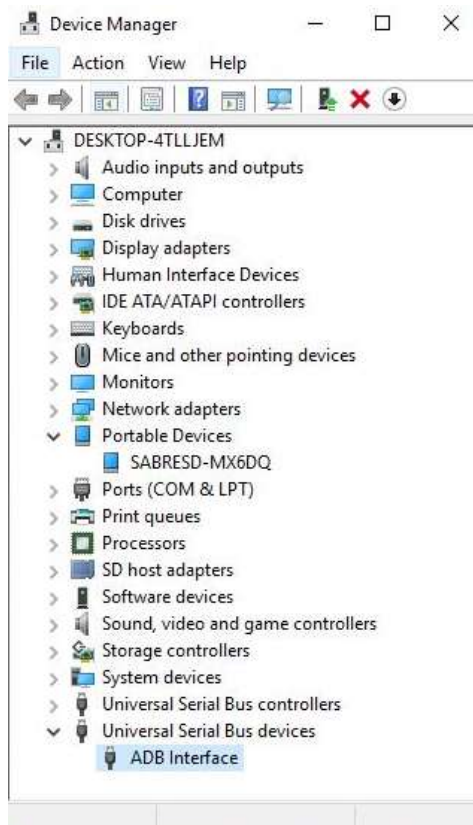 Device Manager
File Action View Help
DESKTOP-4TLLJEM
Audio inputs and outputs
Computer
Disk drives
Display adapters
Human Interface Devices
IDE ATA/ATAPI controllers
Keyboards
Mice and other pointing devices
Monitors
Network adapters
Portable Devices
SABRESD-MX6DQ
Ports (COM & LPT)
Print queues
Processors
SD host adapters
Software devices
Sound, video and game controllers
Storage controllers
System devices
Universal Serial Bus controllers
Universal Serial Bus devices
ADB Interface